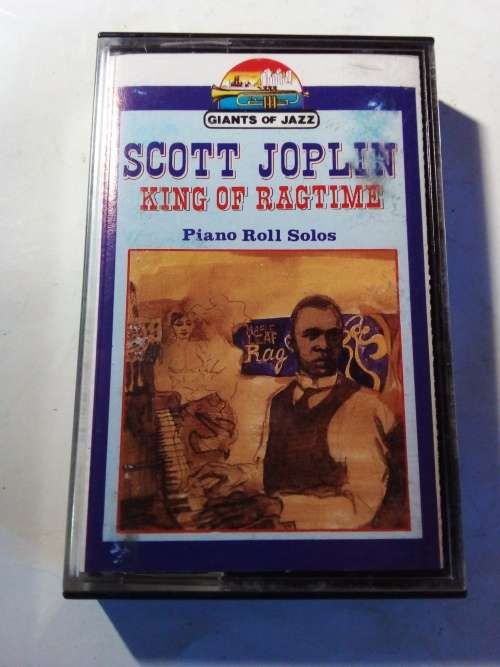 GIANTS OF JAZZ
SCOTT JOPLIN
KING OF RAGTIME
Piano Roll Solos
MAPLE
LEAF
Rag